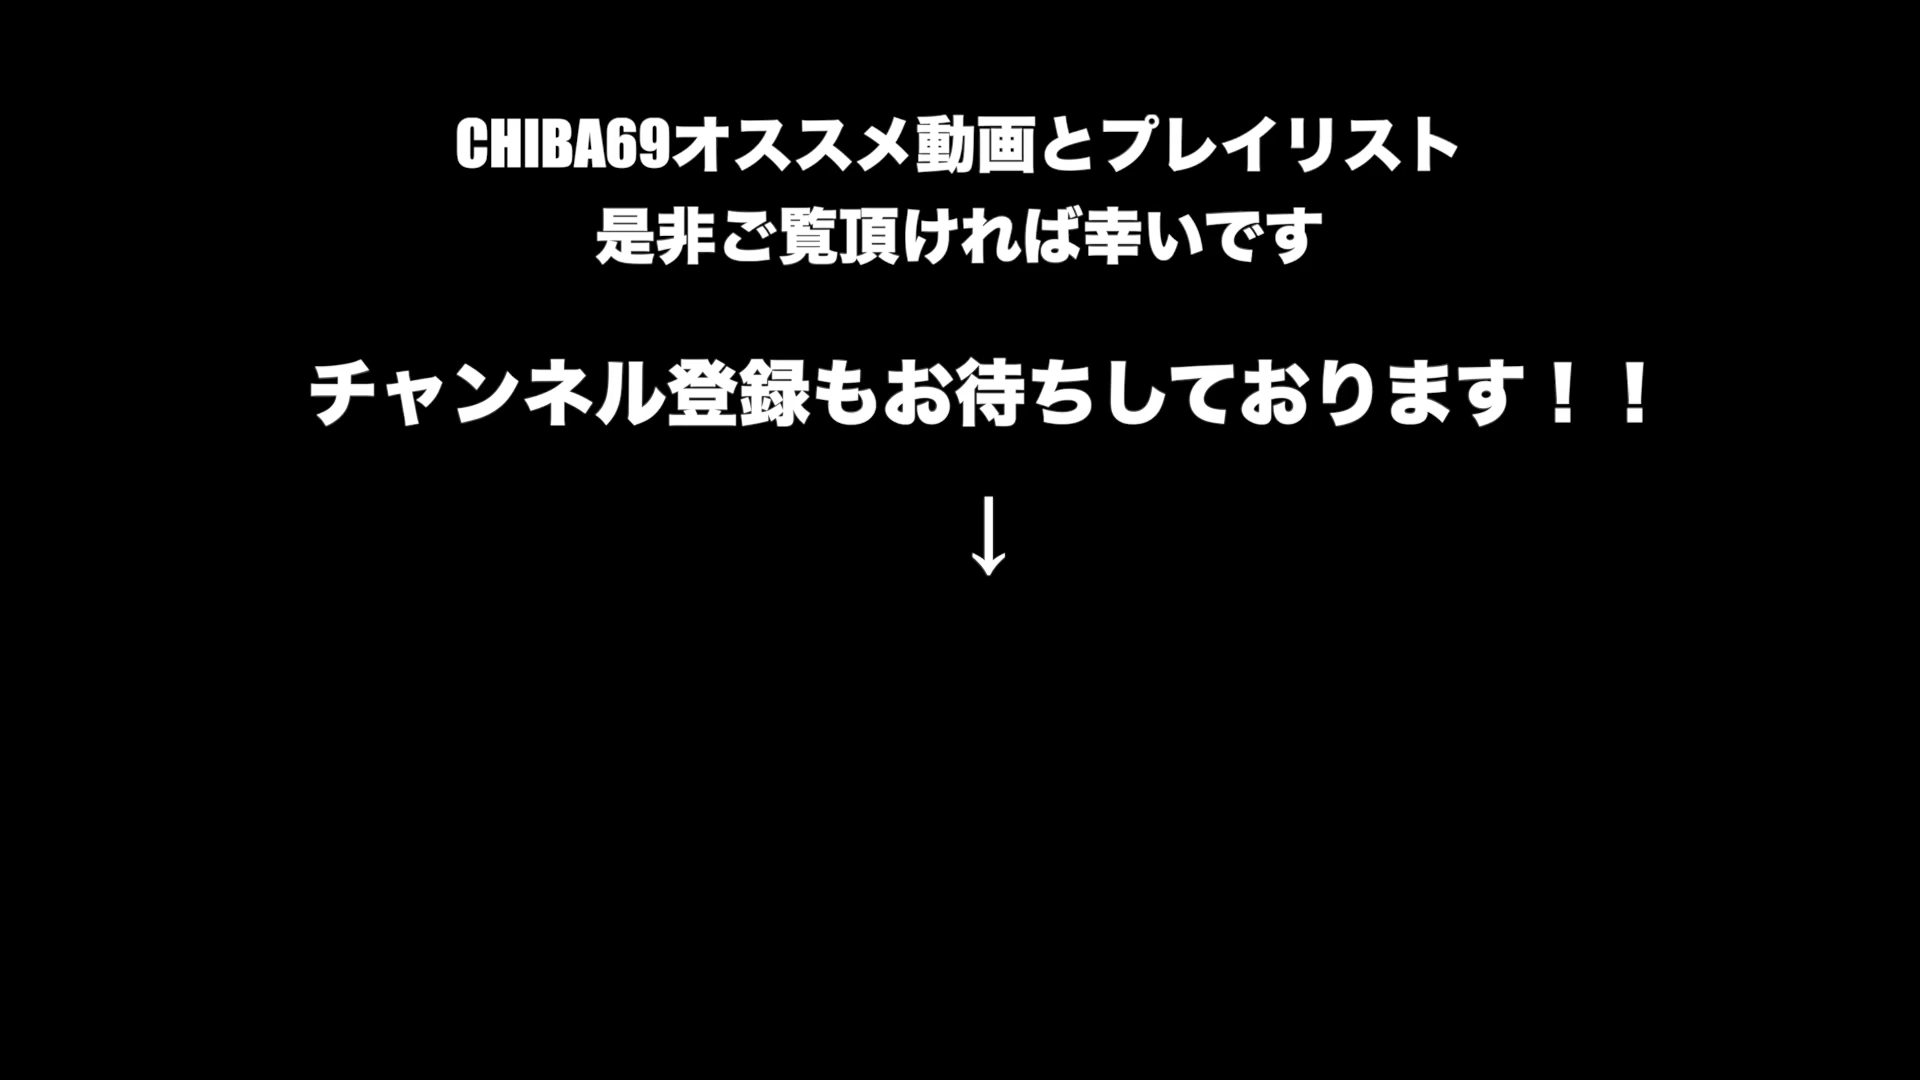 CHIBA69オススメ動画とプレイリスト
是非ご覧頂ければ幸いです
チャンネル登録もお待ちしております！！
↓